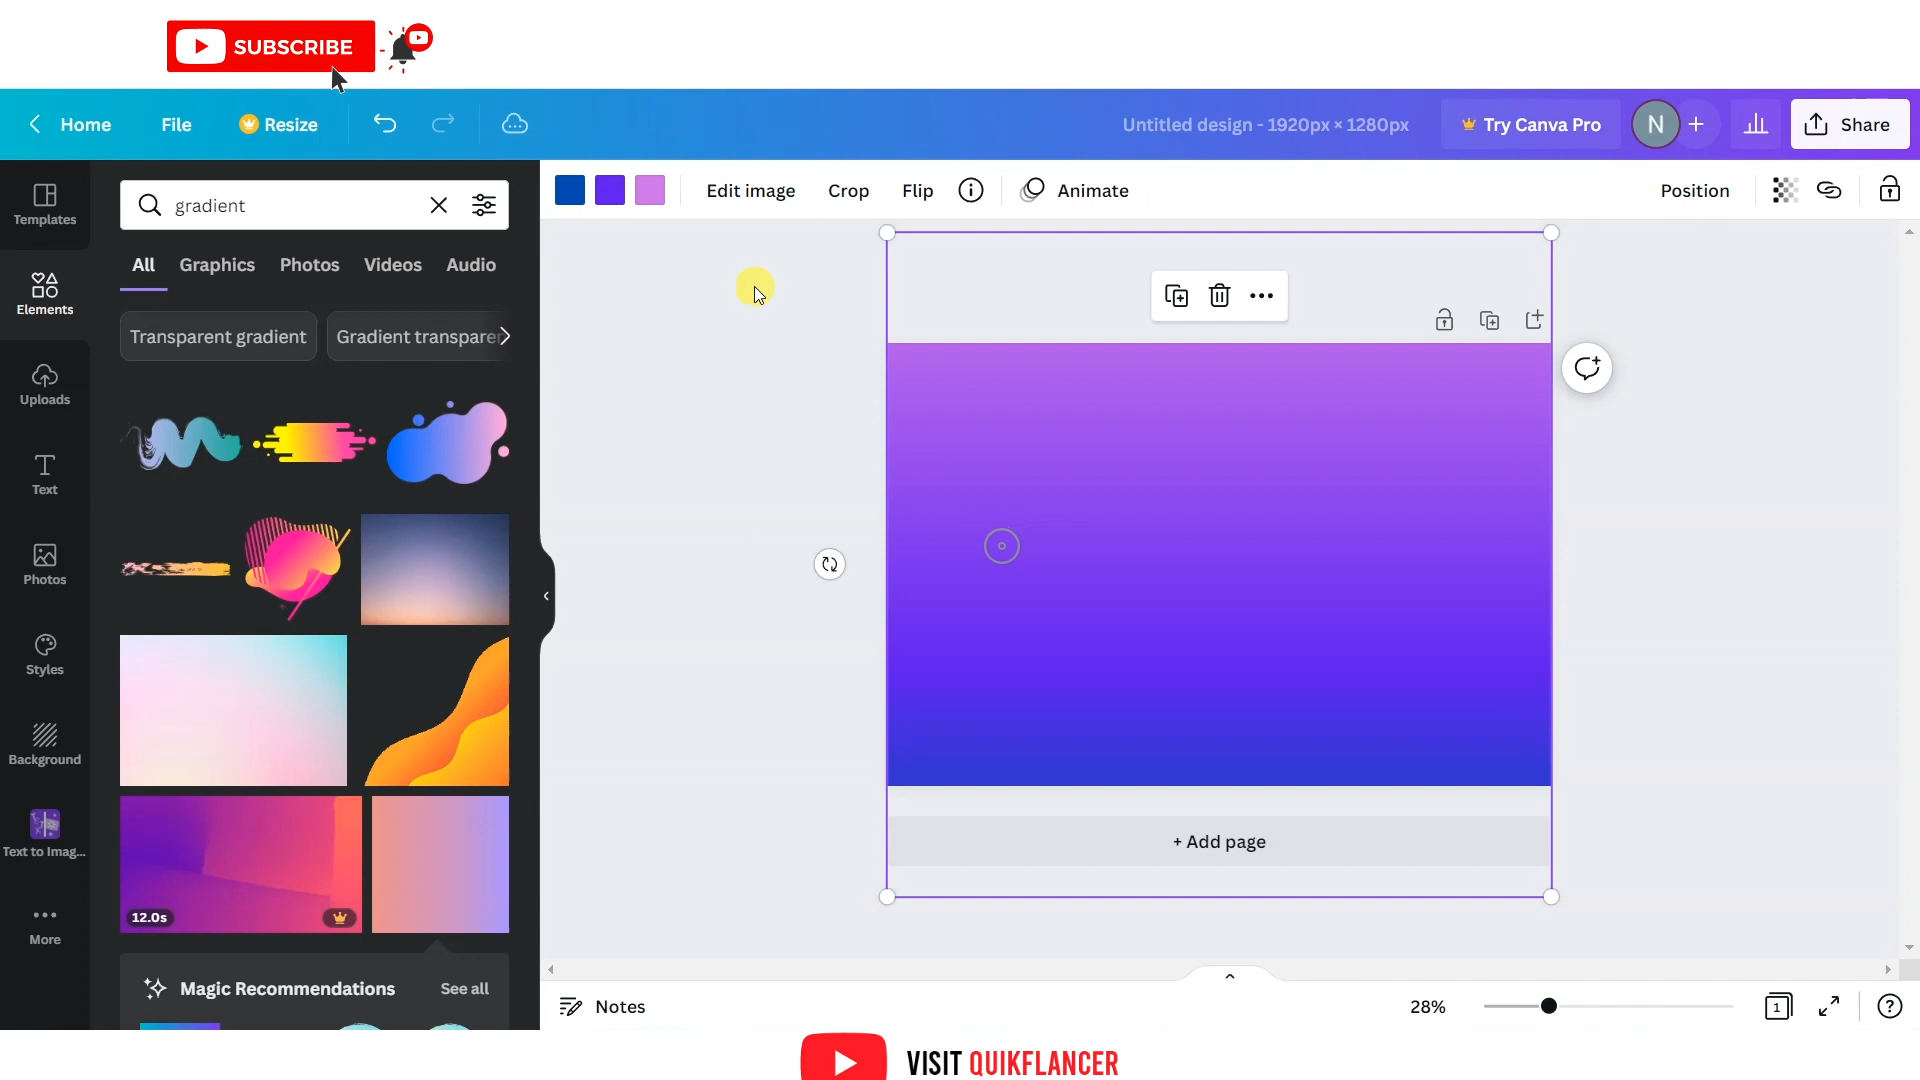 SUBSCRIBE
Home File Resize Untitled design - 1920px × 1280px Try Canva Pro N Share
Templates
Elements
Uploads
Text
Photos
Styles
Background
Text to Imag...
More
gradient
All Graphics Photos Videos Audio
Transparent gradient Gradient transparer
12.0s
Magic Recommendations See all
Edit image Crop Flip Animate Position
+ Add page
Notes 28% 1
VISIT QUIKFLANCER